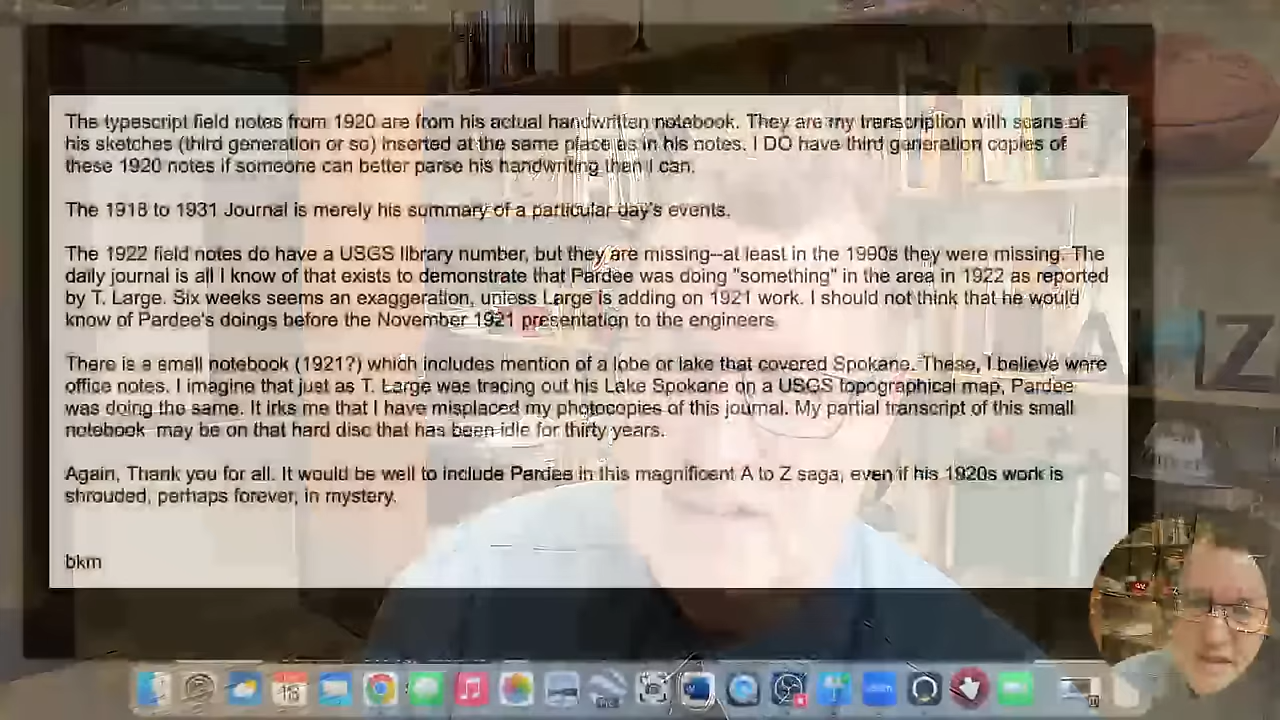 The typescript field notes from 1920 are from his actual handwritten notebook. They are my transcription with scans of
his sketches (third generation or so) inserted at the same place as in his notes. I DO have third generation copies of
these 1920 notes if someone can better parse his handwriting than I can.
The 1918 to 1931 Journal is merely his summary of a particular day's events.
The 1922 field notes do have a USGS library number, but they are missing--at least in the 1990s they were missing. The
daily journal is all I know of that exists to demonstrate that Pardee was doing "something" in the area in 1922 as reported
by T. Large. Six weeks seems an exaggeration, unless Large is adding on 1921 work. I should not think that he would
know of Pardee's doings before the November 1921 presentation to the engineers.
There is a small notebook (1921?) which includes mention of a lobe or lake that covered Spokane. These, I believe were
office notes. I imagine that just as T. Large was tracing out his Lake Spokane on a USGS topographical map, Pardee
was doing the same. It irks me that I have misplaced my photocopies of this journal. My partial transcript of this small
notebook may be on that hard disc that has been idle for thirty years.
Again, Thank you for all. It would be well to include Pardee in this magnificent A to Z saga, even if his 1920s work is
shrouded, perhaps forever, in mystery.
bkm
A Z